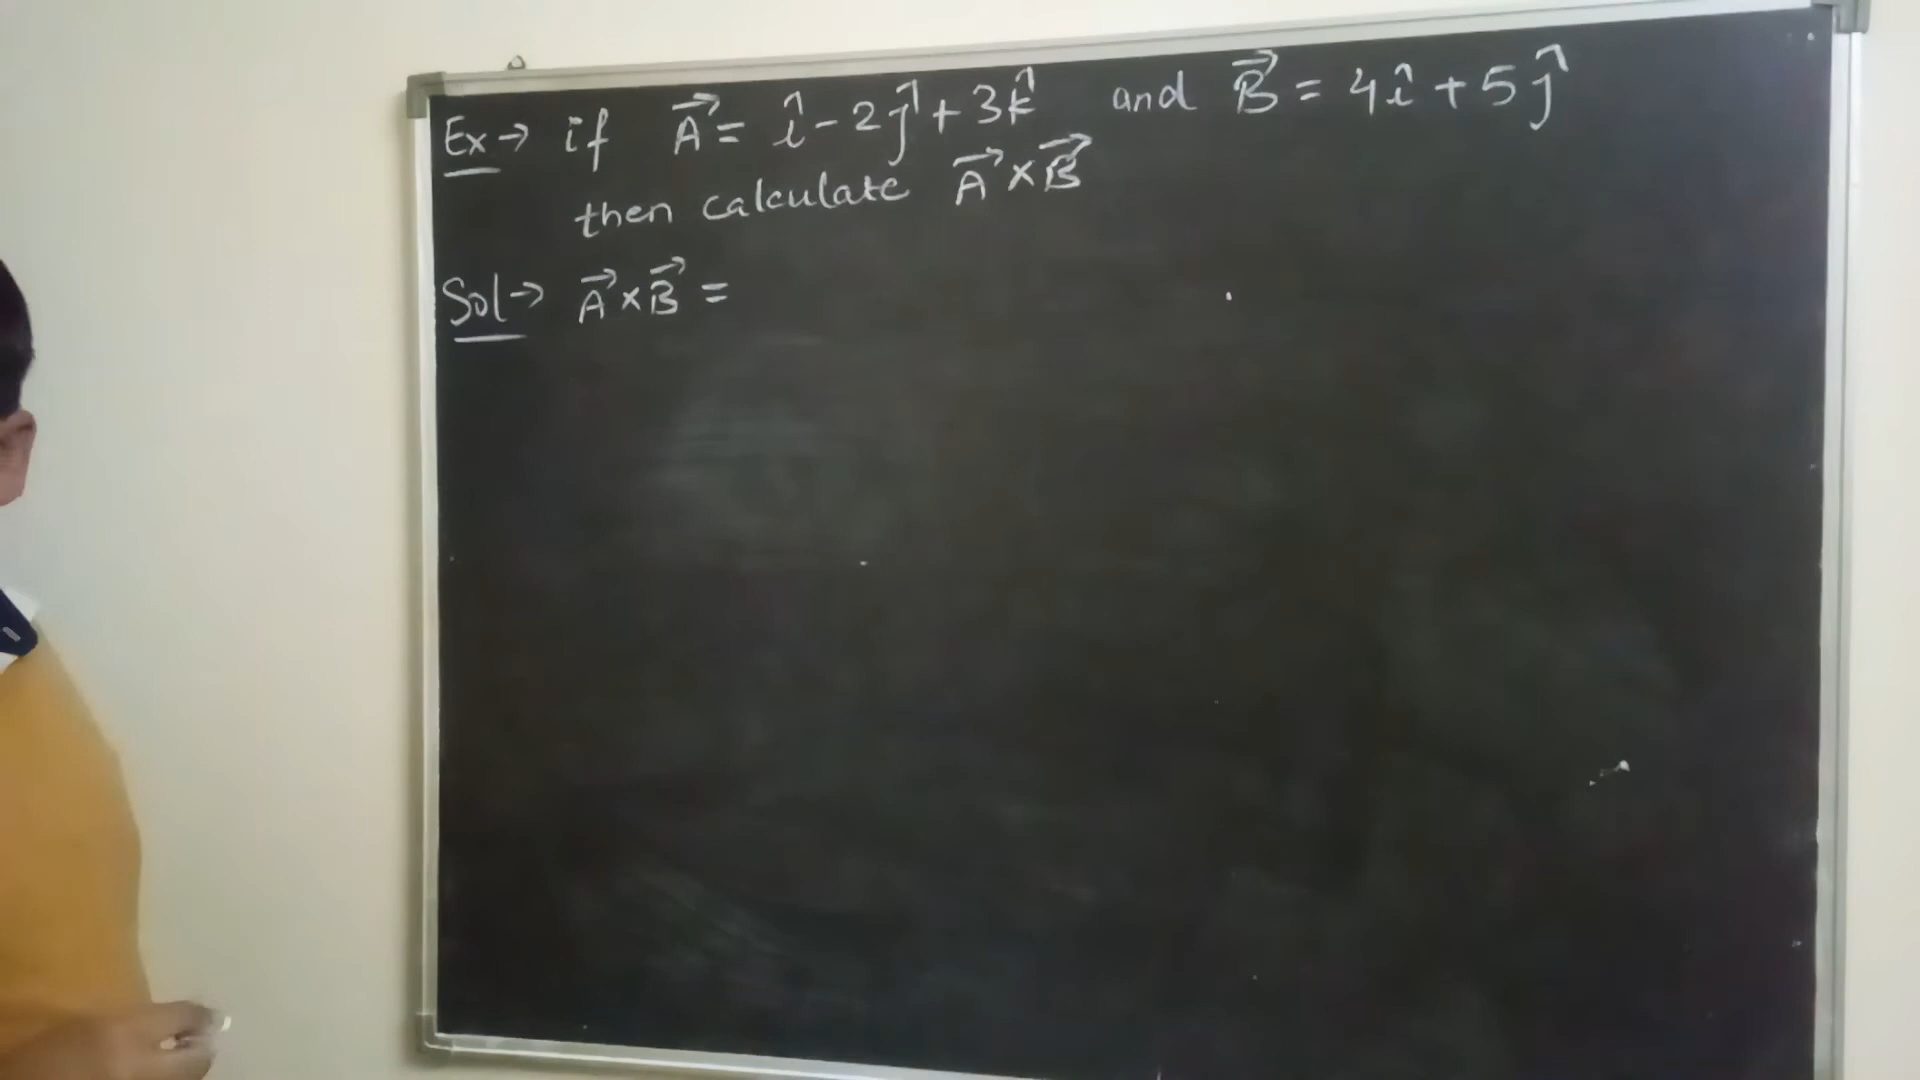 Ex→ if A⃗ = î - 2ĵ + 3k̂ and B⃗ = 4î + 5ĵ
then calculate A⃗ × B⃗
Sol→ A⃗ × B⃗ =